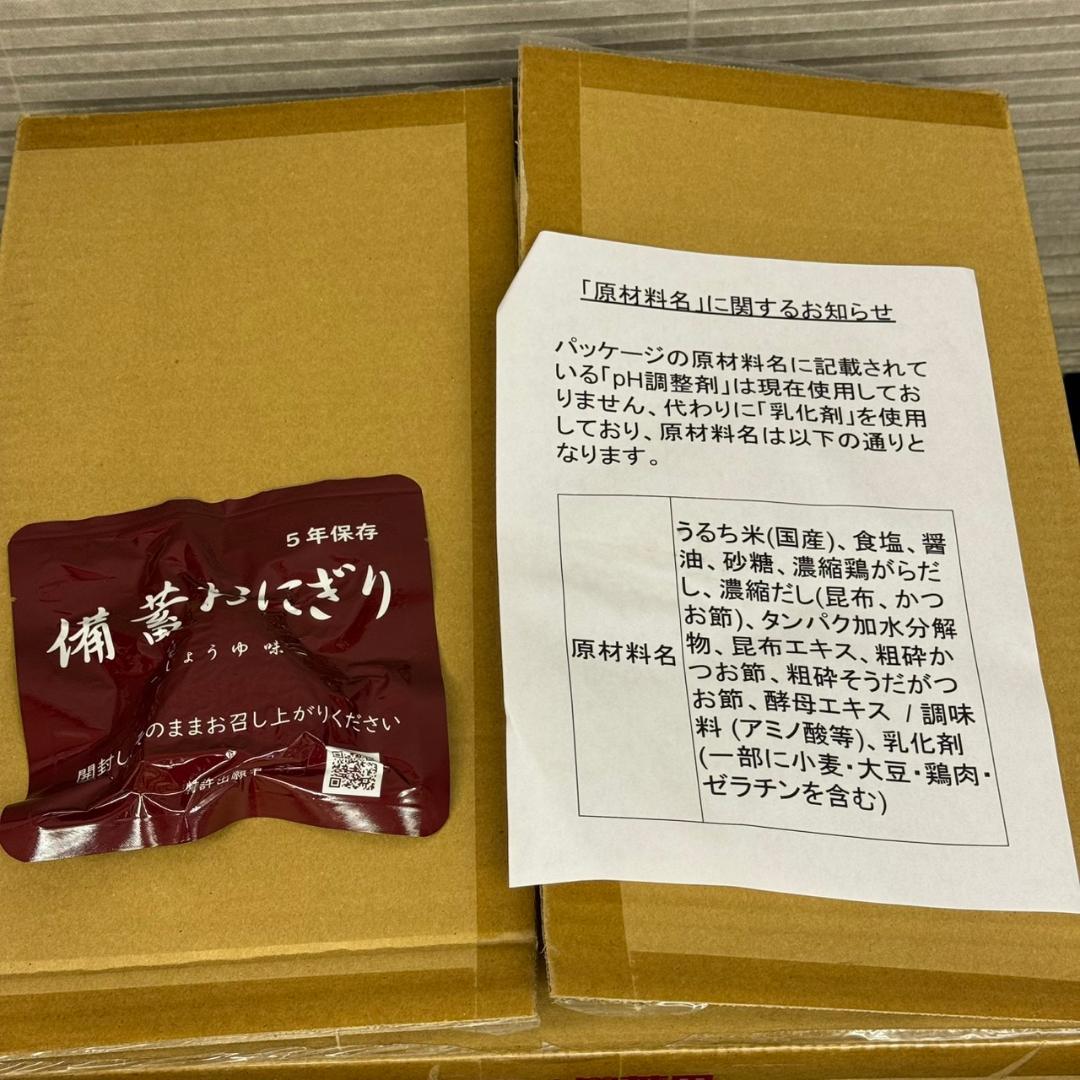 5年保存
備蓄おにぎり
しょうゆ味
開封し そのままお召し上がりください
特許出願中
「原材料名」に関するお知らせ
パッケージの原材料名に記載されて
いる「pH調整剤」は現在使用してお
りません、代わりに「乳化剤」を使用
しており、原材料名は以下の通りと
なります。
原材料名
うるち米(国産)、食塩、醤
油、砂糖、濃縮鶏がらだ
し、濃縮だし(昆布、かつ
お節)、タンパク加水分解
物、昆布エキス、粗砕か
つお節、粗砕そうだがつ
お節、酵母エキス / 調味
料 (アミノ酸等)、乳化剤
(一部に小麦・大豆・鶏肉・
ゼラチンを含む)